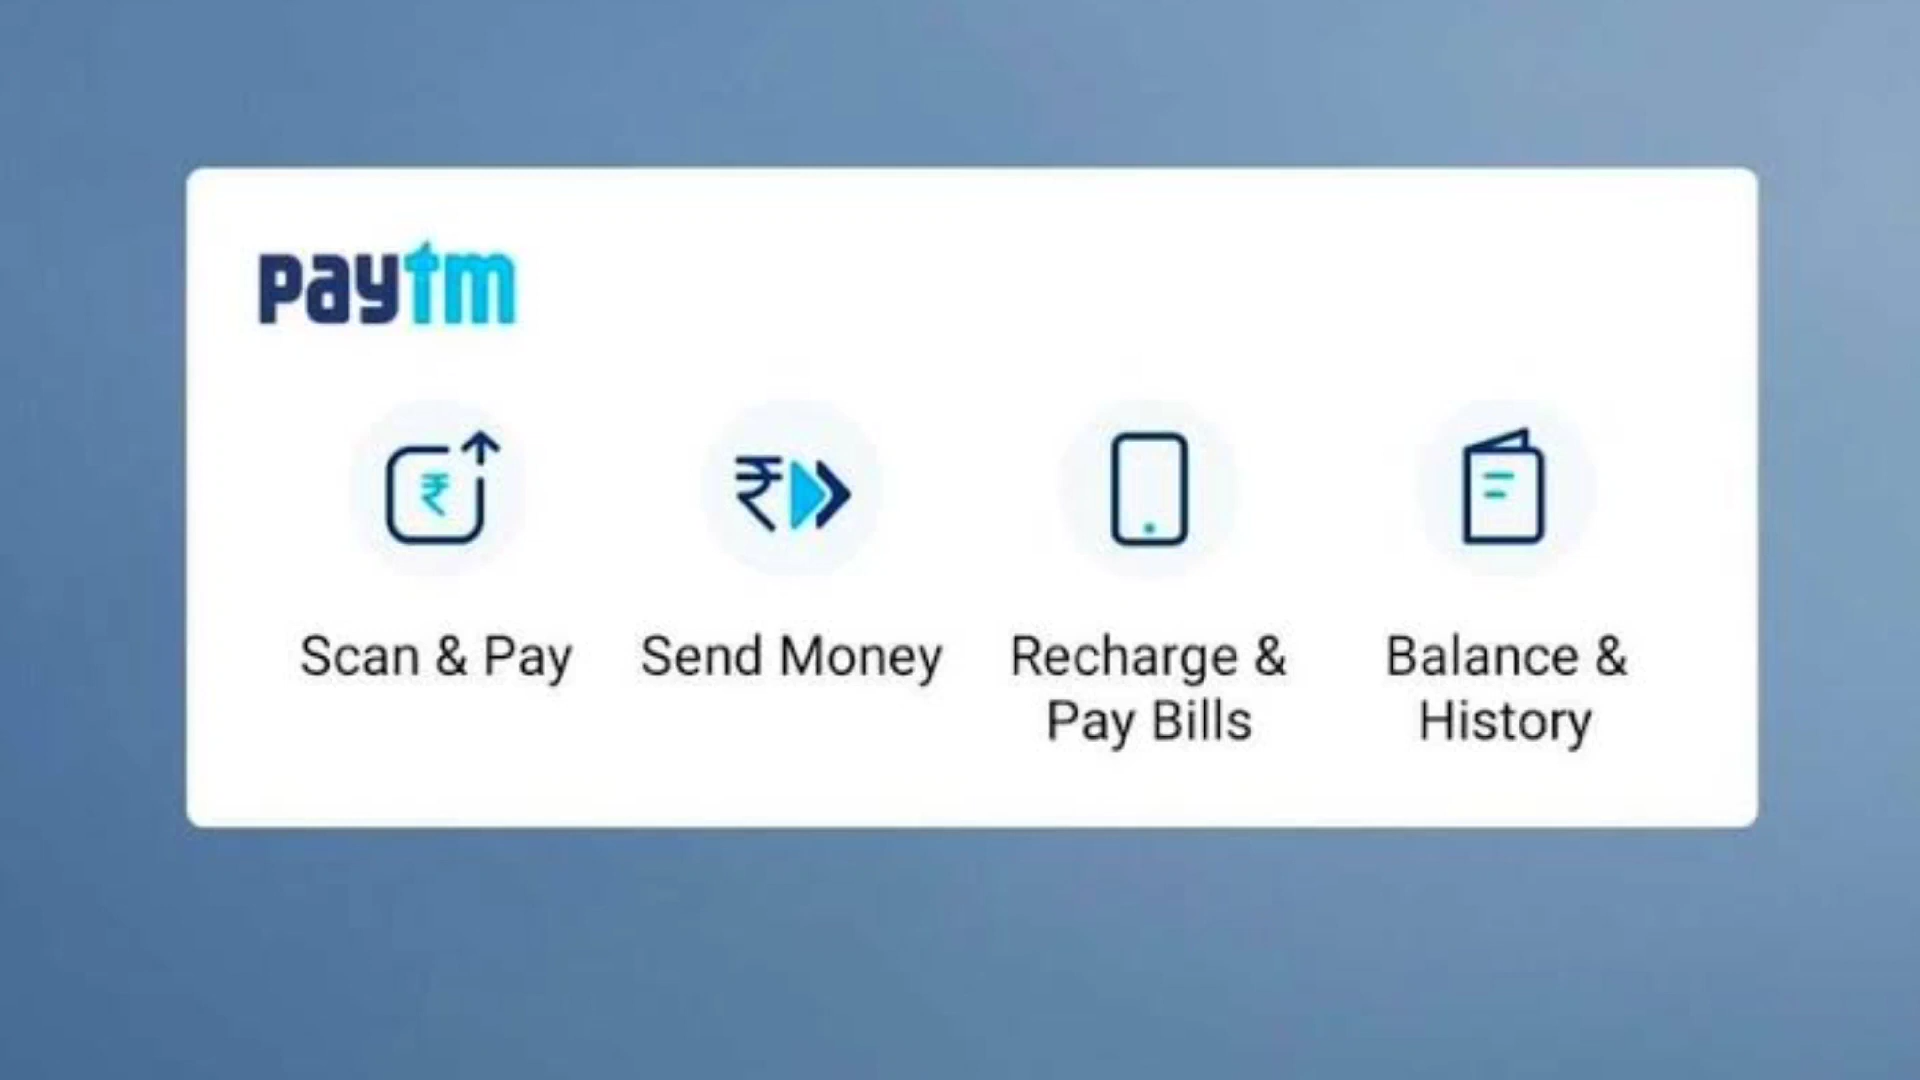 paytm
₹
₹
Scan & Pay
Send Money
Recharge &
Pay Bills
Balance &
History